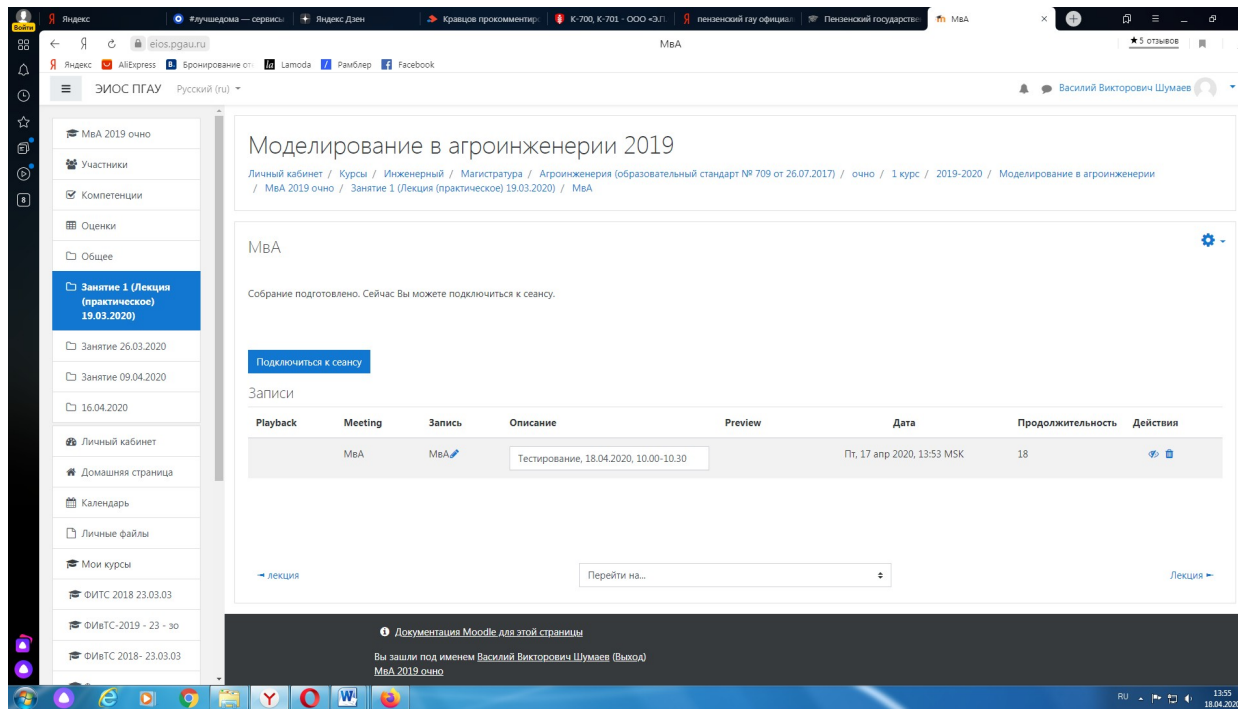 Яндекс
#лучшедома — сервисы
Яндекс Дзен
Кравцов прокомментир
К-700, К-701 - ООО «Э.П.
пензенский гау официал
Пензенский государстве
МвА
Войти
eios.pgau.ru
МвА
★5 отзывов
Яндекс
AliExpress
Бронирование от
Lamoda
Рамблер
Facebook
ЭИОС ПГАУ Русский (ru)
Василий Викторович Шумаев
МвА 2019 очно
Участники
Компетенции
Оценки
Общее
Занятие 1 (Лекция
(практическое)
19.03.2020)
Занятие 26.03.2020
Занятие 09.04.2020
16.04.2020
Личный кабинет
Домашняя страница
Календарь
Личные файлы
Мои курсы
ФИТС 2018 23.03.03
ФИвТС-2019 - 23 - зо
ФИвТС 2018- 23.03.03
Моделирование в агроинженерии 2019
Личный кабинет / Курсы / Инженерный / Магистратура / Агроинженерия (образовательный стандарт № 709 от 26.07.2017) / очно / 1 курс / 2019-2020 / Моделирование в агроинженерии
/ МвА 2019 очно / Занятие 1 (Лекция (практическое) 19.03.2020) / МвА
МвА
Собрание подготовлено. Сейчас Вы можете подключиться к сеансу.
Подключиться к сеансу
Записи
Playback Meeting Запись Описание Preview Дата Продолжительность Действия
МвА МвА Тестирование, 18.04.2020, 10.00-10.30 Пт, 17 апр 2020, 13:53 MSK 18
◄ лекция
Перейти на...
Лекция ►
Документация Moodle для этой страницы
Вы зашли под именем Василий Викторович Шумаев (Выход)
МвА 2019 очно
RU
13:55
18.04.2020